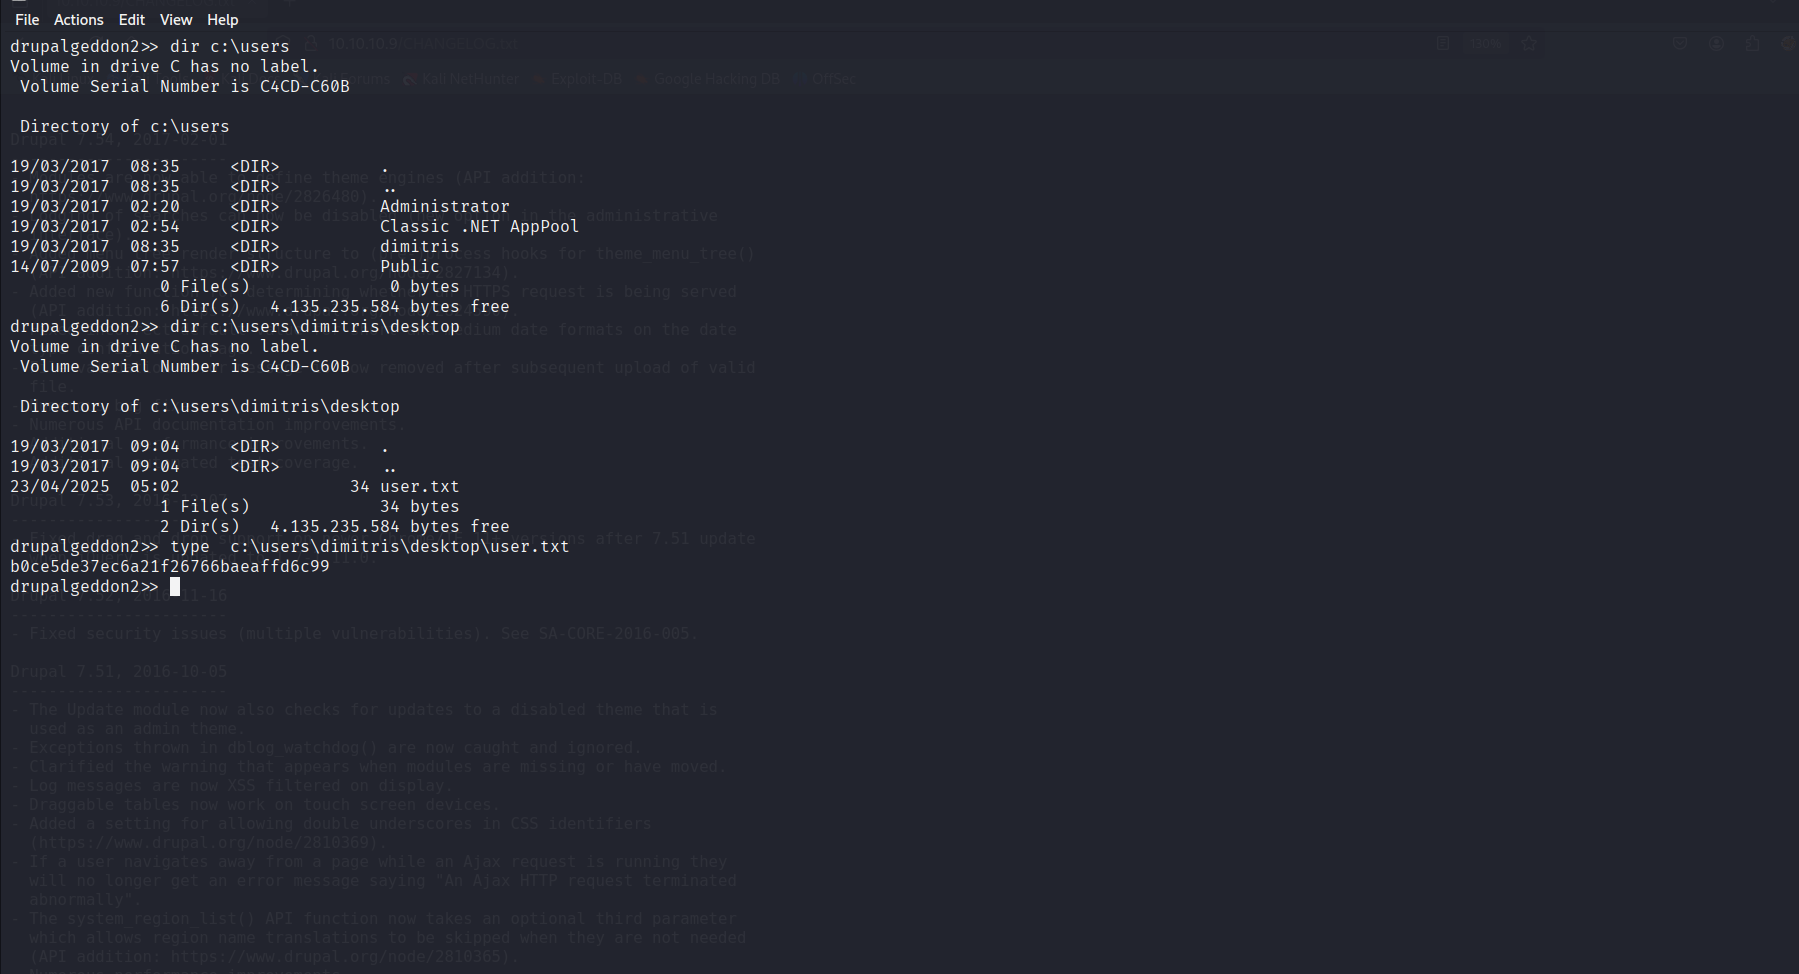 File Actions Edit View Help
10.10.10.9
130%
Kali NetHunter Exploit-DB Google Hacking DB OffSec
drupalgeddon2>> dir c:\users
Volume in drive C has no label.
 Volume Serial Number is C4CD-C60B
 Directory of c:\users
19/03/2017  08:35     <DIR>          .
19/03/2017  08:35     <DIR>          ..
19/03/2017  02:20     <DIR>          Administrator
19/03/2017  02:54     <DIR>          Classic .NET AppPool
19/03/2017  08:35     <DIR>          dimitris
14/07/2009  07:57     <DIR>          Public
               0 File(s)              0 bytes
               6 Dir(s)   4.135.235.584 bytes free
drupalgeddon2>> dir c:\users\dimitris\desktop
Volume in drive C has no label.
 Volume Serial Number is C4CD-C60B
 Directory of c:\users\dimitris\desktop
19/03/2017  09:04     <DIR>          .
19/03/2017  09:04     <DIR>          ..
23/04/2025  05:02                 34 user.txt
               1 File(s)             34 bytes
               2 Dir(s)   4.135.235.584 bytes free
drupalgeddon2>> type  c:\users\dimitris\desktop\user.txt
b0ce5de37ec6a21f26766baeaffd6c99
drupalgeddon2>>
- Fixed security issues (multiple vulnerabilities). See SA-CORE-2016-005.
Drupal 7.51, 2016-10-05
-----------------------
- The Update module now also checks for updates to a disabled theme that is
  used as an admin theme.
- Exceptions thrown in dblog_watchdog() are now caught and ignored.
- Clarified the warning that appears when modules are missing or have moved.
- Log messages are now XSS filtered on display.
- Draggable tables now work on touch screen devices.
- Added a setting for allowing double underscores in CSS identifiers
  (https://www.drupal.org/node/2810369).
- If a user navigates away from a page while an Ajax request is running they
  will no longer get an error message saying "An Ajax HTTP request terminated
  abnormally".
- The system_region_list() API function now takes an optional third parameter
  which allows region name translations to be skipped when they are not needed
  (API addition: https://www.drupal.org/node/2810365).